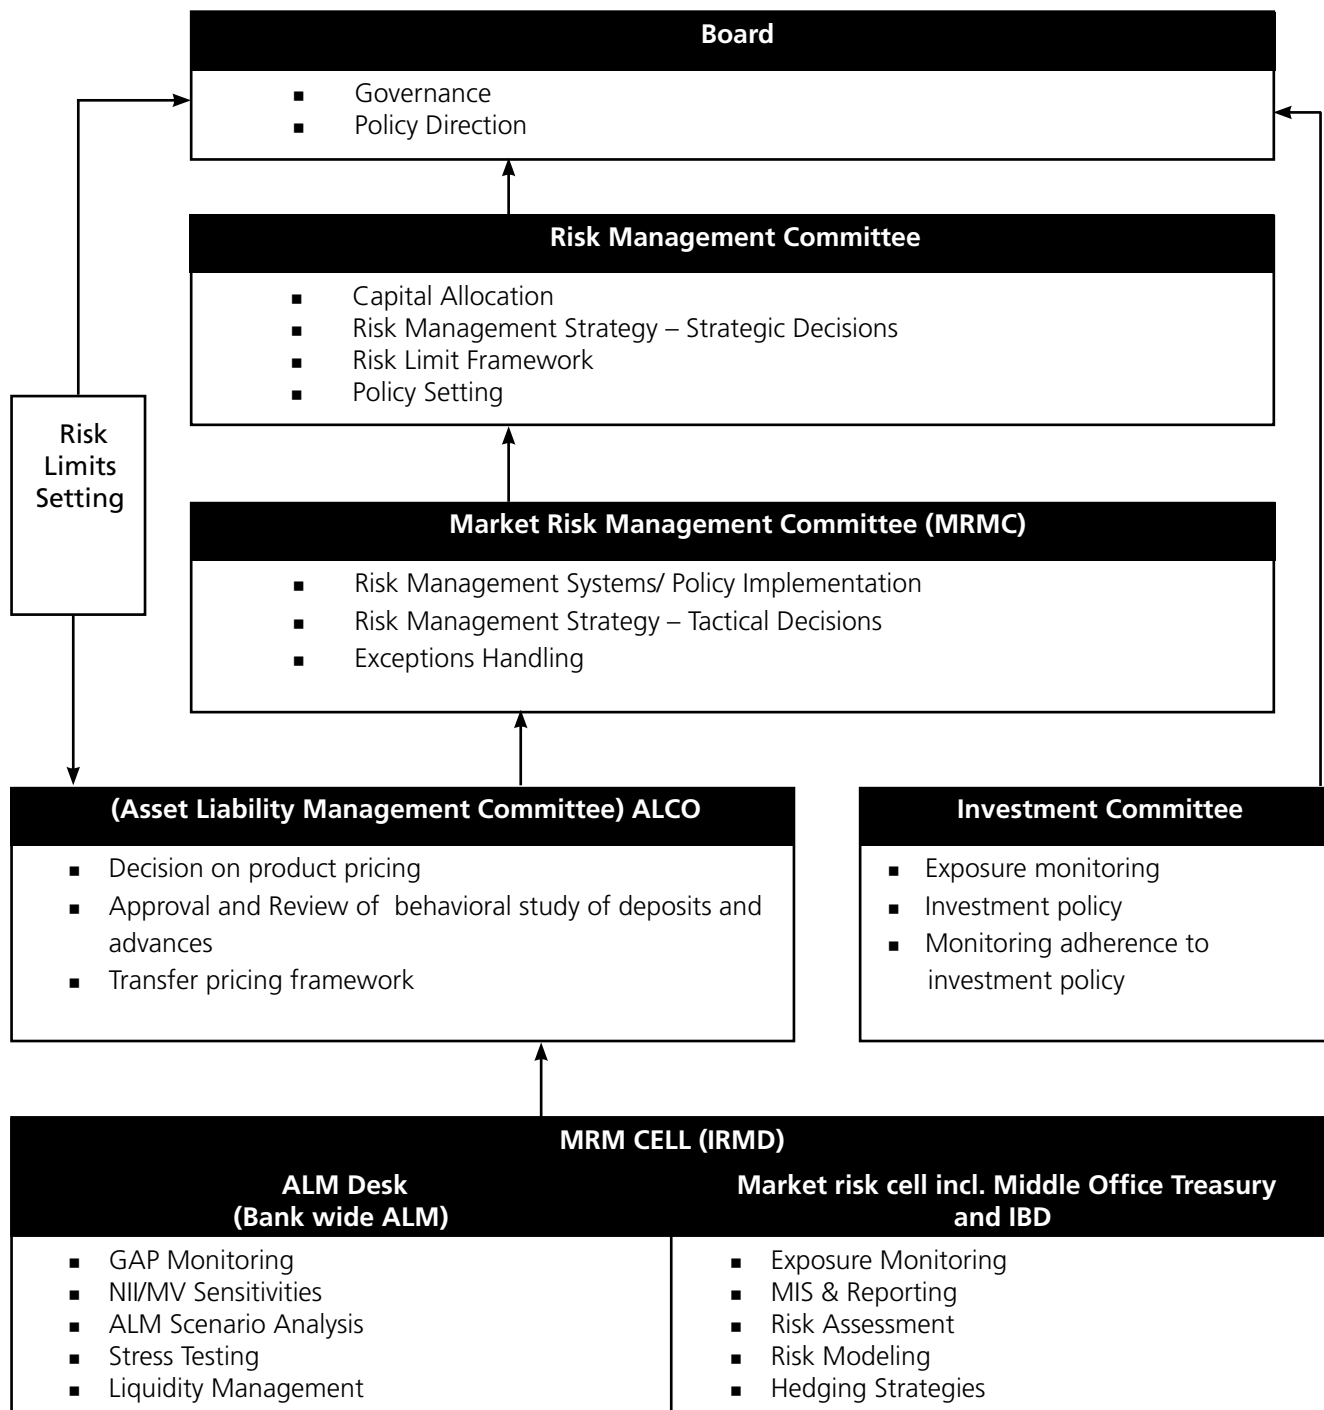 Board
Governance
Policy Direction
Risk Management Committee
Capital Allocation
Risk Management Strategy – Strategic Decisions
Risk Limit Framework
Policy Setting
Risk
Limits
Setting
Market Risk Management Committee (MRMC)
Risk Management Systems/ Policy Implementation
Risk Management Strategy – Tactical Decisions
Exceptions Handling
(Asset Liability Management Committee) ALCO
Decision on product pricing
Approval and Review of behavioral study of deposits and
advances
Transfer pricing framework
Investment Committee
Exposure monitoring
Investment policy
Monitoring adherence to
investment policy
MRM CELL (IRMD)
ALM Desk
(Bank wide ALM)
GAP Monitoring
NII/MV Sensitivities
ALM Scenario Analysis
Stress Testing
Liquidity Management
Market risk cell incl. Middle Office Treasury
and IBD
Exposure Monitoring
MIS & Reporting
Risk Assessment
Risk Modeling
Hedging Strategies